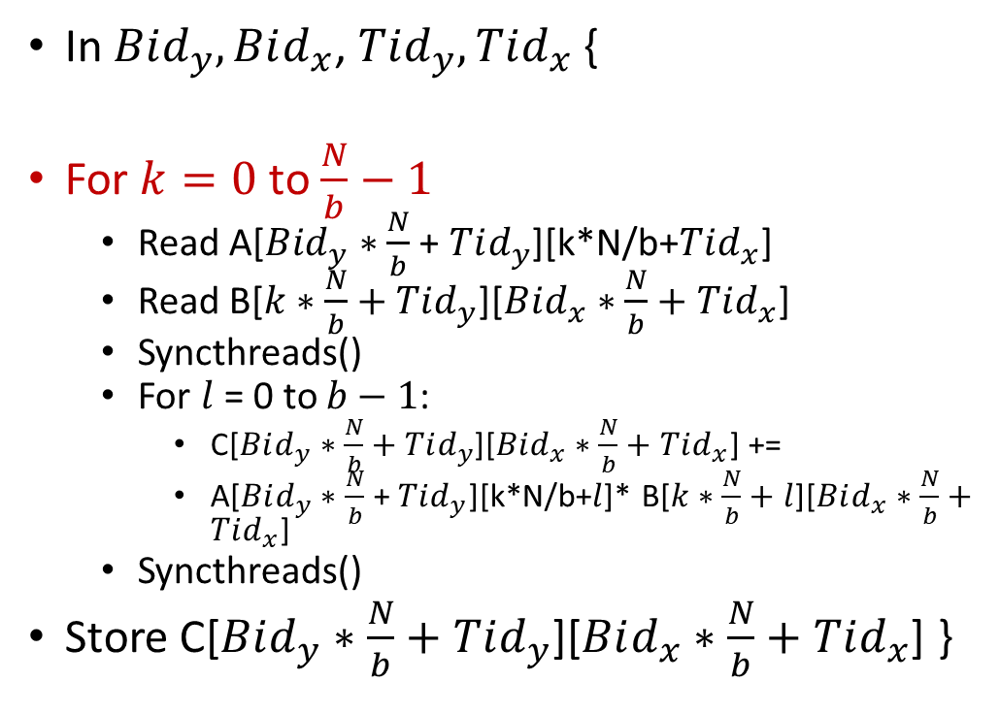 • In $Bid_y, Bid_x, Tid_y, Tid_x$ {
• For $k = 0$ to $\frac{N}{b} - 1$
• Read A[$Bid_y * \frac{N}{b} + Tid_y$][k*N/b+$Tid_x$]
• Read B[$k * \frac{N}{b} + Tid_y$][$Bid_x * \frac{N}{b} + Tid_x$]
• Syncthreads()
• For $l$ = 0 to $b - 1$:
• C[$Bid_y * \frac{N}{b} + Tid_y$][$Bid_x * \frac{N}{b} + Tid_x$] +=
• A[$Bid_y * \frac{N}{b} + Tid_y$][k*N/b+$l$]* B[$k * \frac{N}{b} + l$][$Bid_x * \frac{N}{b} +$
$Tid_x$]
• Syncthreads()
• Store C[$Bid_y * \frac{N}{b} + Tid_y$][$Bid_x * \frac{N}{b} + Tid_x$] }